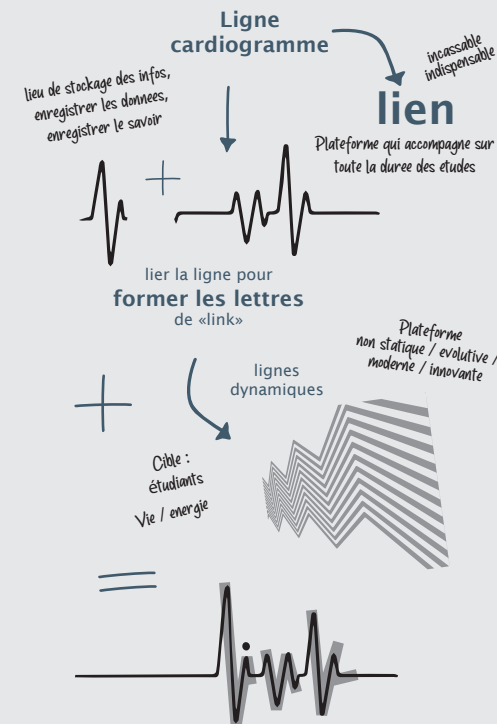 Ligne
cardiogramme
incassable
indispensable
lieu de stockage des infos,
enregistrer les donnees,
enregistrer le savoir
lien
Plateforme qui accompagne sur
toute la duree des etudes
lier la ligne pour
former les lettres
de «link»
Plateforme
non statique / evolutive /
moderne / innovante
lignes
dynamiques
Cible :
étudiants
Vie / energie